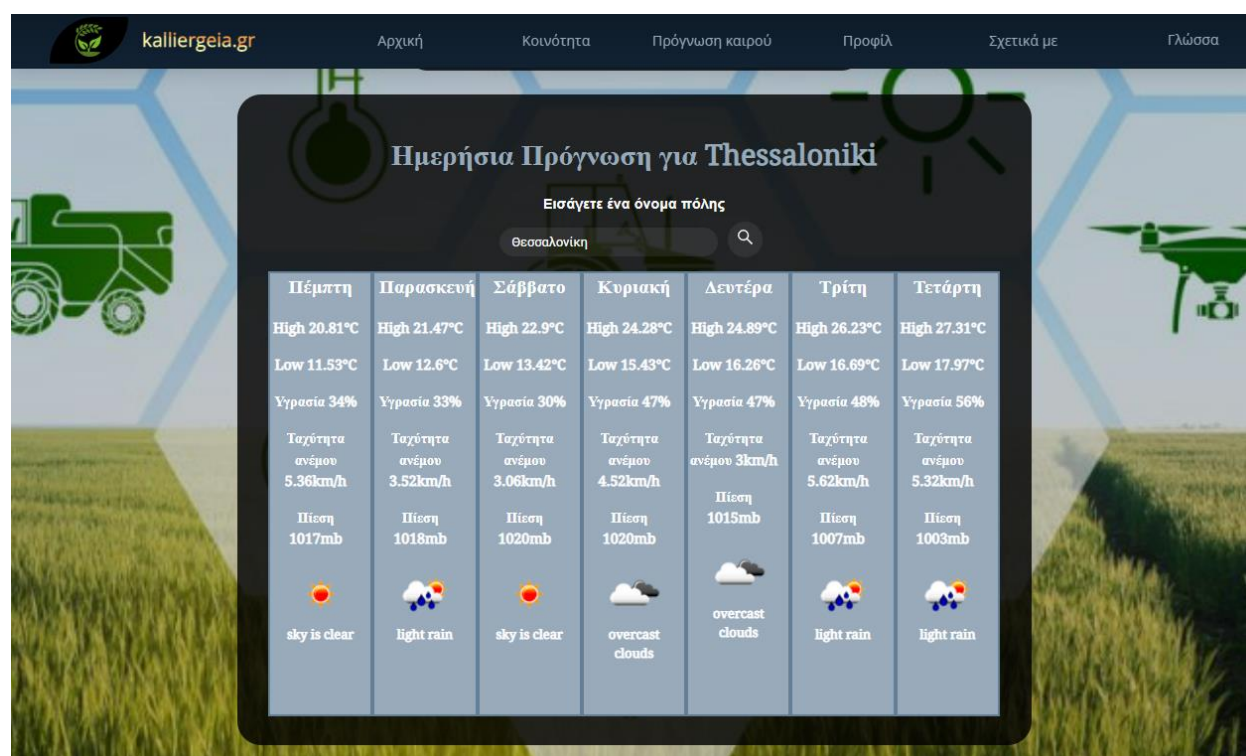 kalliergeia.gr
Αρχική
Κοινότητα
Πρόγνωση καιρού
Προφίλ
Σχετικά με
Γλώσσα
Ημερήσια Πρόγνωση για Thessaloniki
Εισάγετε ένα όνομα πόλης
Θεσσαλονίκη
Πέμπτη
High 20.81°C
Low 11.53°C
Υγρασία 34%
Ταχύτητα
ανέμου
5.36km/h
Πίεση
1017mb
sky is clear
Παρασκευή
High 21.47°C
Low 12.6°C
Υγρασία 33%
Ταχύτητα
ανέμου
3.52km/h
Πίεση
1018mb
light rain
Σάββατο
High 22.9°C
Low 13.42°C
Υγρασία 30%
Ταχύτητα
ανέμου
3.06km/h
Πίεση
1020mb
sky is clear
Κυριακή
High 24.28°C
Low 15.43°C
Υγρασία 47%
Ταχύτητα
ανέμου
4.52km/h
Πίεση
1020mb
overcast
clouds
Δευτέρα
High 24.89°C
Low 16.26°C
Υγρασία 47%
Ταχύτητα
ανέμου 3km/h
Πίεση
1015mb
overcast
clouds
Τρίτη
High 26.23°C
Low 16.69°C
Υγρασία 48%
Ταχύτητα
ανέμου
5.62km/h
Πίεση
1007mb
light rain
Τετάρτη
High 27.31°C
Low 17.97°C
Υγρασία 56%
Ταχύτητα
ανέμου
5.32km/h
Πίεση
1003mb
light rain